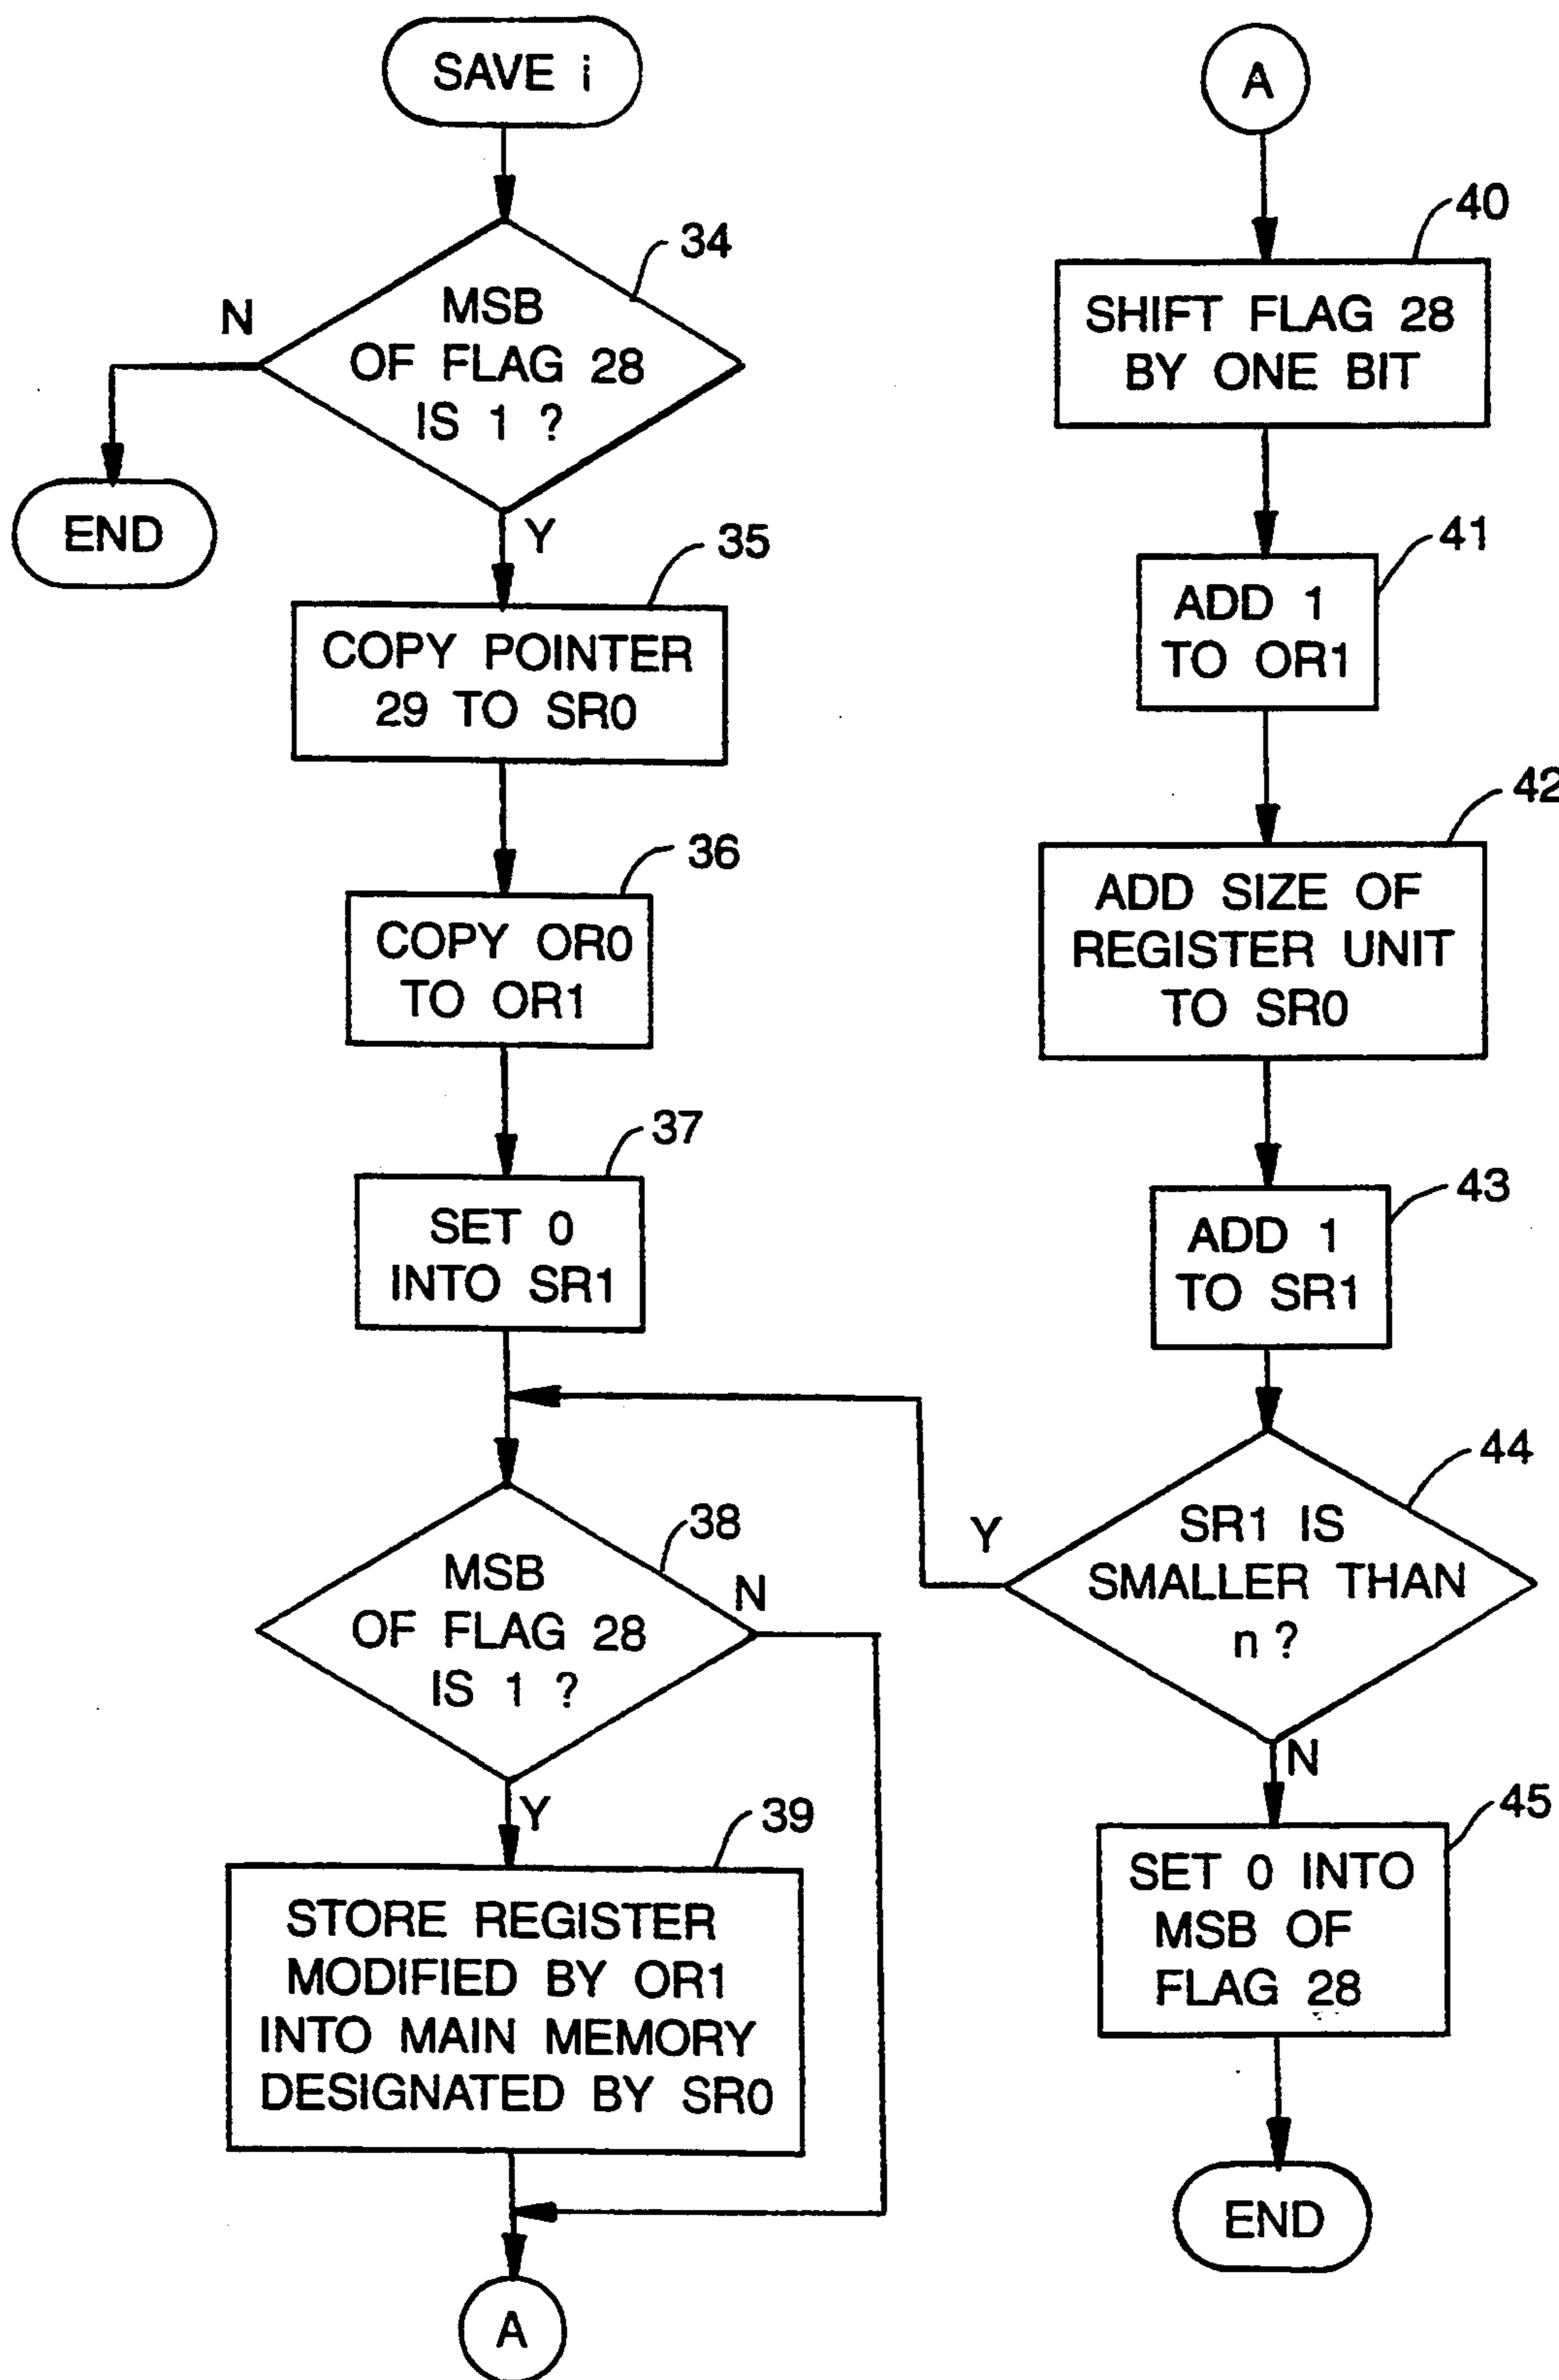 SAVE i
34
MSB
OF FLAG 28
IS 1 ?
N
END
Y
35
COPY POINTER
29 TO SR0
36
COPY OR0
TO OR1
37
SET 0
INTO SR1
38
MSB
OF FLAG 28
IS 1 ?
N
Y
39
STORE REGISTER
MODIFIED BY OR1
INTO MAIN MEMORY
DESIGNATED BY SR0
A
A
40
SHIFT FLAG 28
BY ONE BIT
41
ADD 1
TO OR1
42
ADD SIZE OF
REGISTER UNIT
TO SR0
43
ADD 1
TO SR1
44
SR1 IS
SMALLER THAN
n ?
Y
N
45
SET 0 INTO
MSB OF
FLAG 28
END